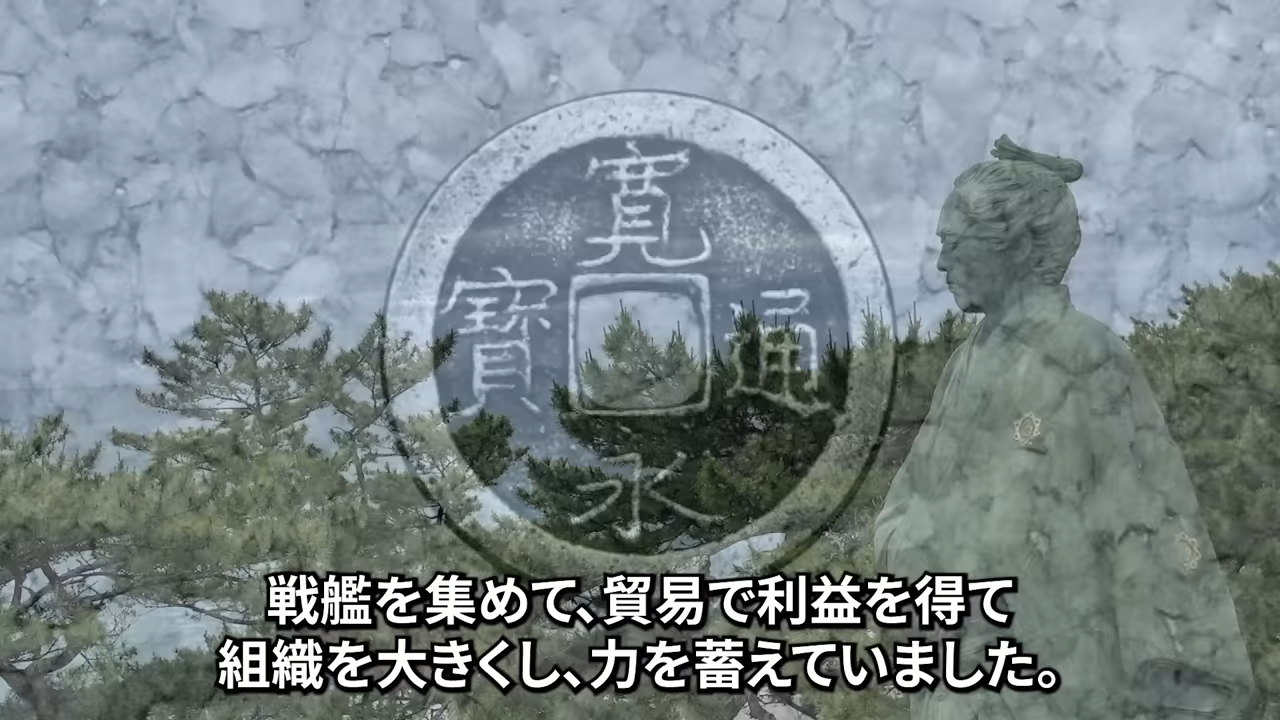 寛
通
寳
永
戦艦を集めて、貿易で利益を得て
組織を大きくし、力を蓄えていました。